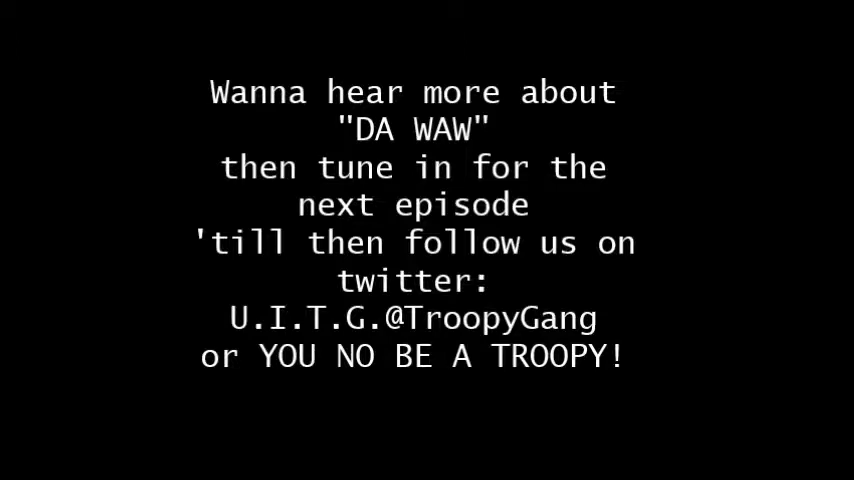 Wanna hear more about
"DA WAW"
then tune in for the
next episode
'till then follow us on
twitter:
U.I.T.G.@TroopyGang
or YOU NO BE A TROOPY!